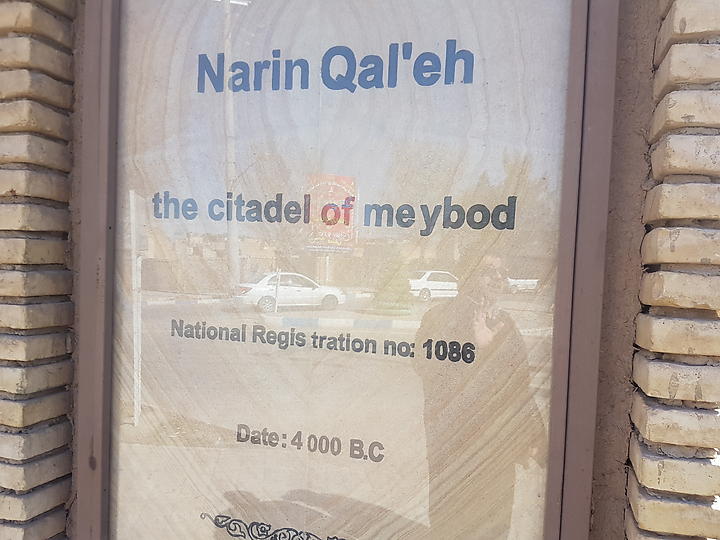 Narin Qal'eh
the citadel of meybod
National Regis tration no: 1086
Date: 4 000 B.C